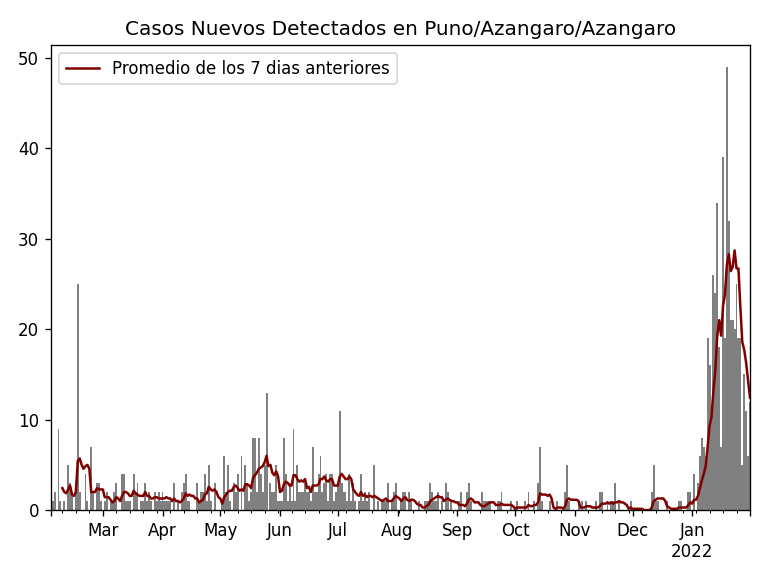 Casos Nuevos Detectados en Puno/Azangaro/Azangaro
Promedio de los 7 dias anteriores
50
40
30
20
10
0
Mar Apr May Jun Jul Aug Sep Oct Nov Dec Jan
2022